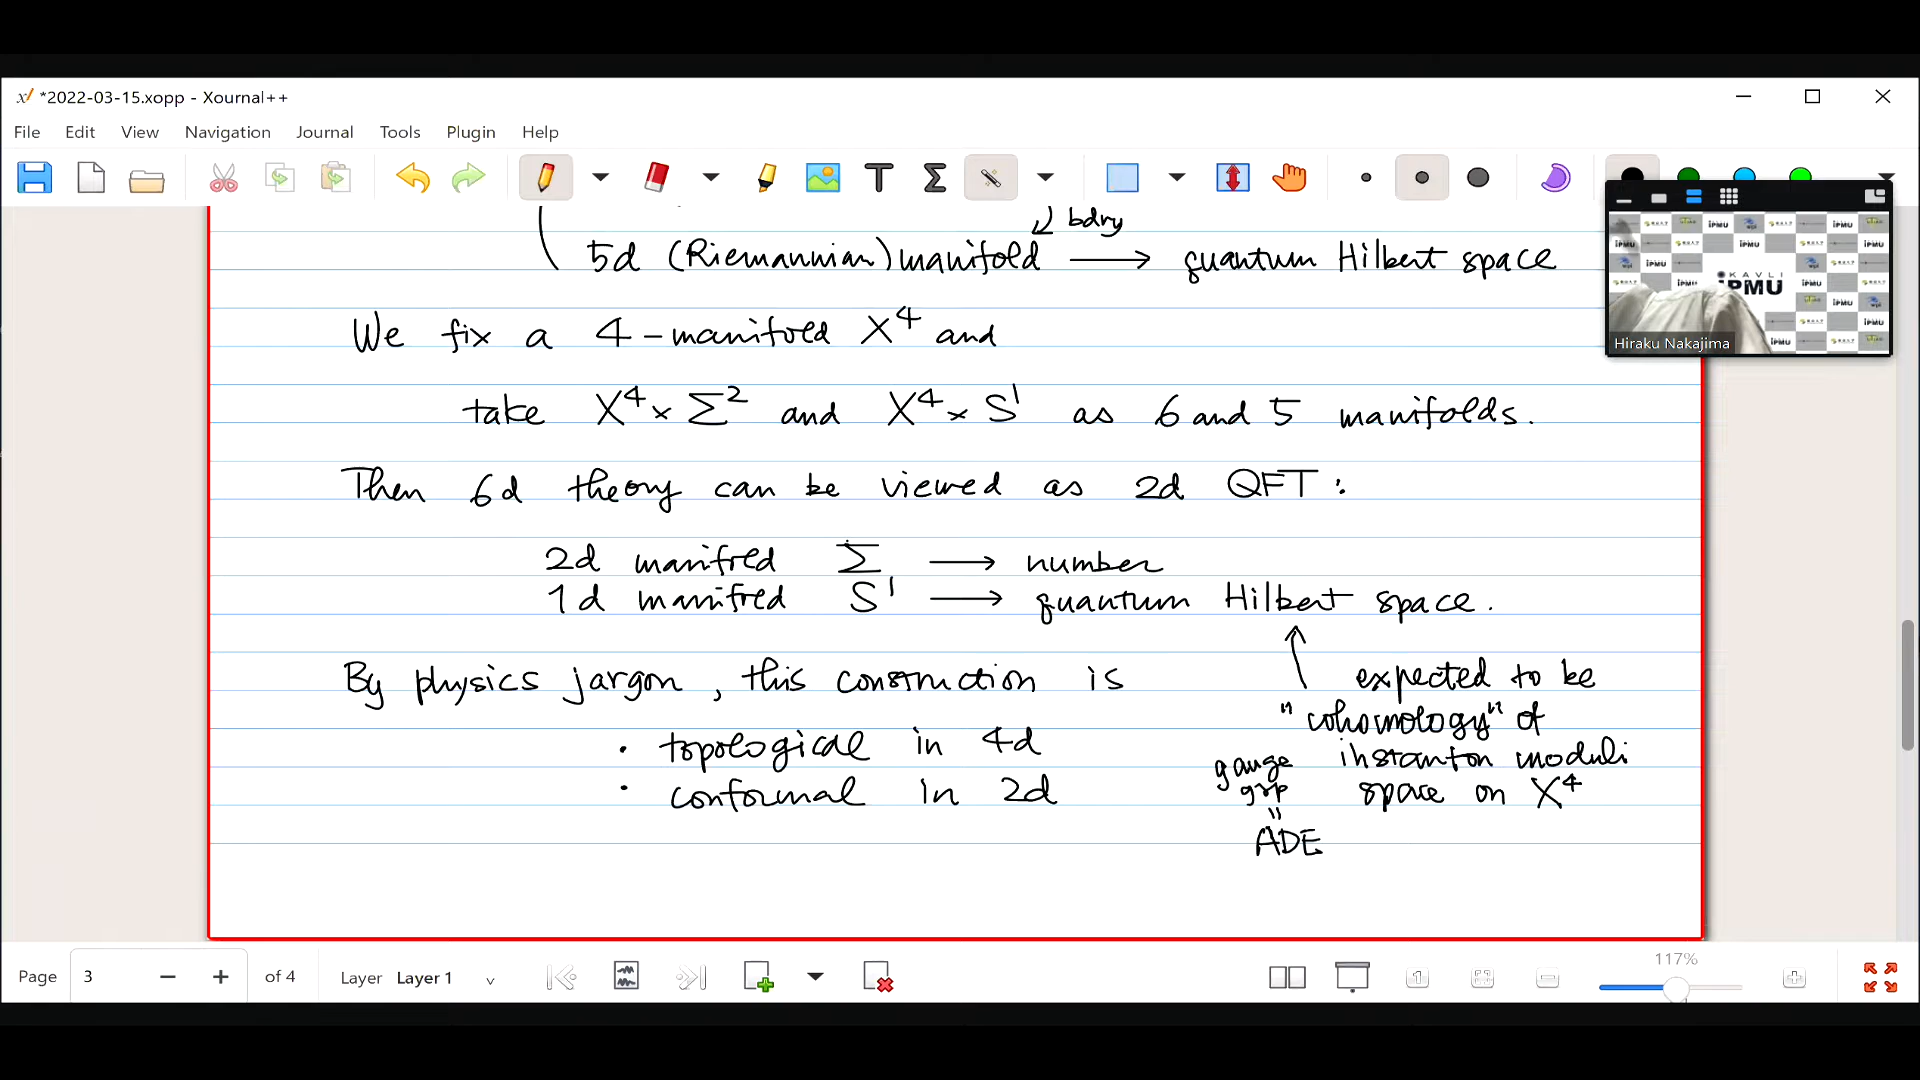 *2022-03-15.xopp - Xournal++
File Edit View Navigation Journal Tools Plugin Help
bdry
5d (Riemannian) manifold → quantum Hilbert space
We fix a 4-manifold X⁴ and
take X⁴ × Σ² and X⁴ × S¹ as 6 and 5 manifolds.
Then 6d theory can be viewed as 2d QFT :
2d manifold Σ → number
1d manifold S¹ → quantum Hilbert space.
By physics jargon, this construction is
• topological in 4d
• conformal in 2d
expected to be
"cohomology" of
instanton moduli
space on X⁴
gauge
grp
=
ADE
KAVLI
IPMU
Hiraku Nakajima
Page 3 of 4 Layer Layer 1 117%